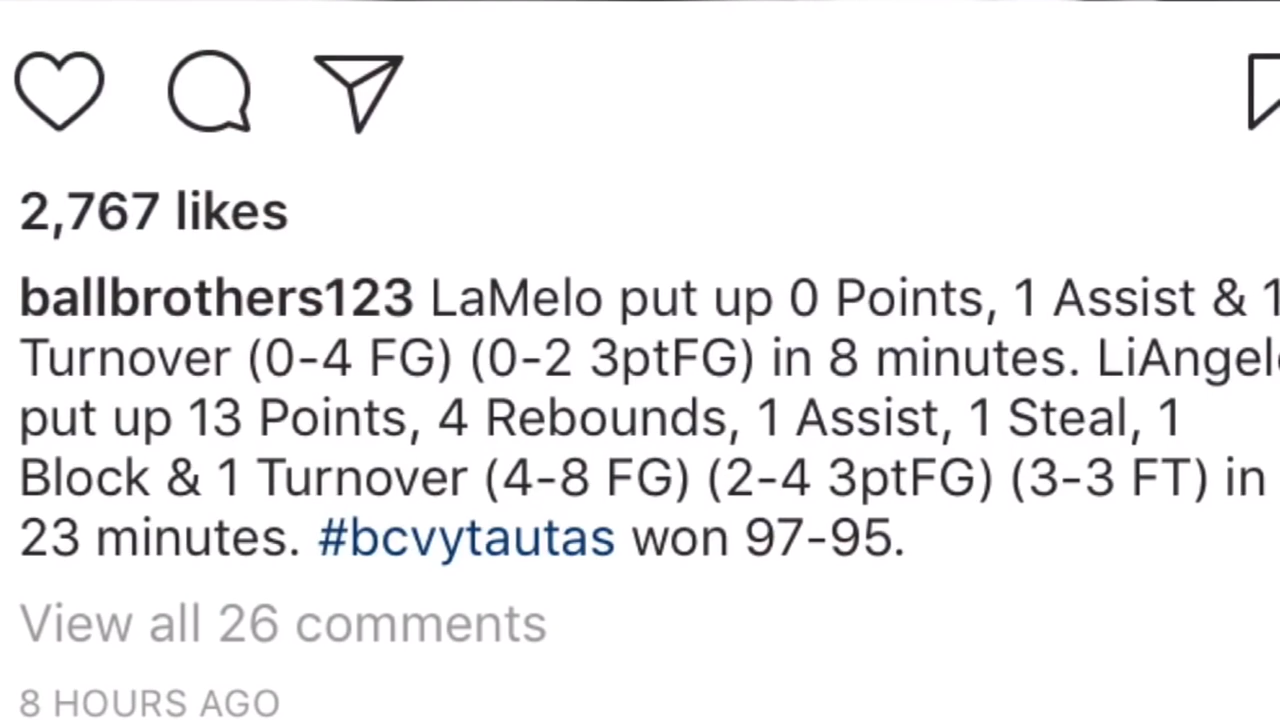 2,767 likes
ballbrothers123 LaMelo put up 0 Points, 1 Assist & 1
Turnover (0-4 FG) (0-2 3ptFG) in 8 minutes. LiAngelo
put up 13 Points, 4 Rebounds, 1 Assist, 1 Steal, 1
Block & 1 Turnover (4-8 FG) (2-4 3ptFG) (3-3 FT) in
23 minutes. #bcvytautas won 97-95.
View all 26 comments
8 HOURS AGO